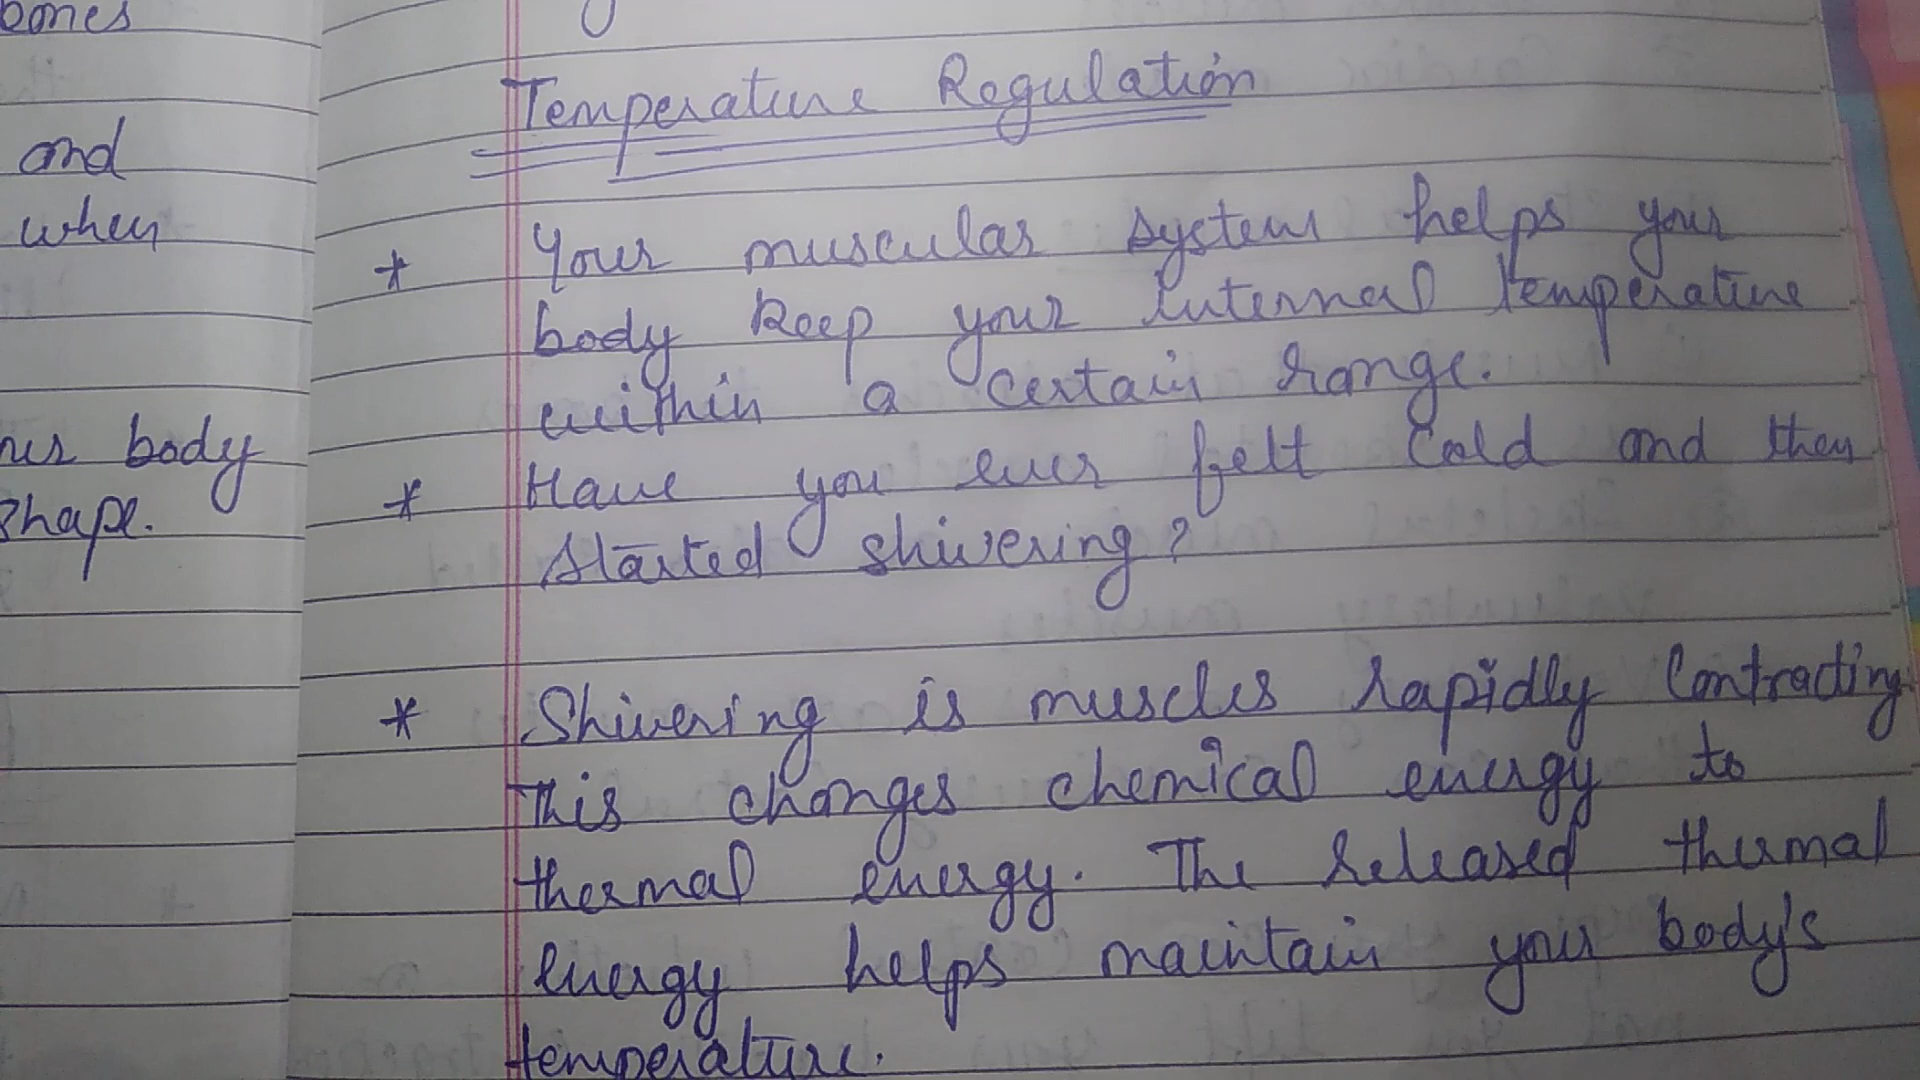 bones
and
when
body
shape.
Temperature Regulation
* Your muscular system helps your
body keep your internal temperature
within a certain range.
* Have you ever felt cold and then
started shivering?
* Shivering is muscles rapidly contracting
This changes chemical energy to
thermal energy. The released thermal
energy helps maintain your body's
temperature.